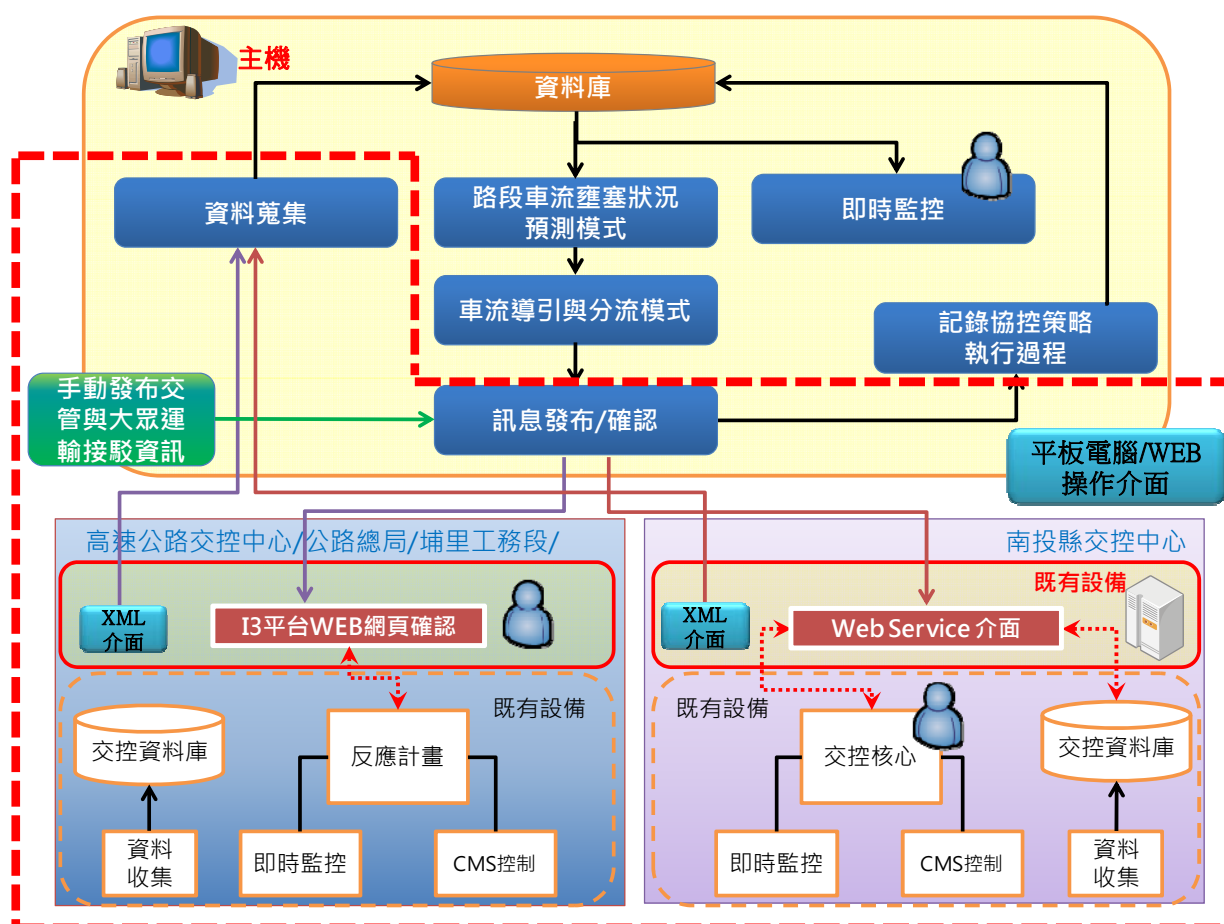 主機
資料庫
資料蒐集
路段車流壅塞狀況
預測模式
即時監控
車流導引與分流模式
記錄協控策略
執行過程
手動發布交
管與大眾運
輸接駁資訊
訊息發布/確認
平板電腦/WEB
操作介面
高速公路交控中心/公路總局/埔里工務段/
XML
介面
I3平台WEB網頁確認
既有設備
交控資料庫
反應計畫
資料
收集
即時監控
CMS控制
南投縣交控中心
既有設備
XML
介面
Web Service 介面
既有設備
交控核心
交控資料庫
即時監控
CMS控制
資料
收集